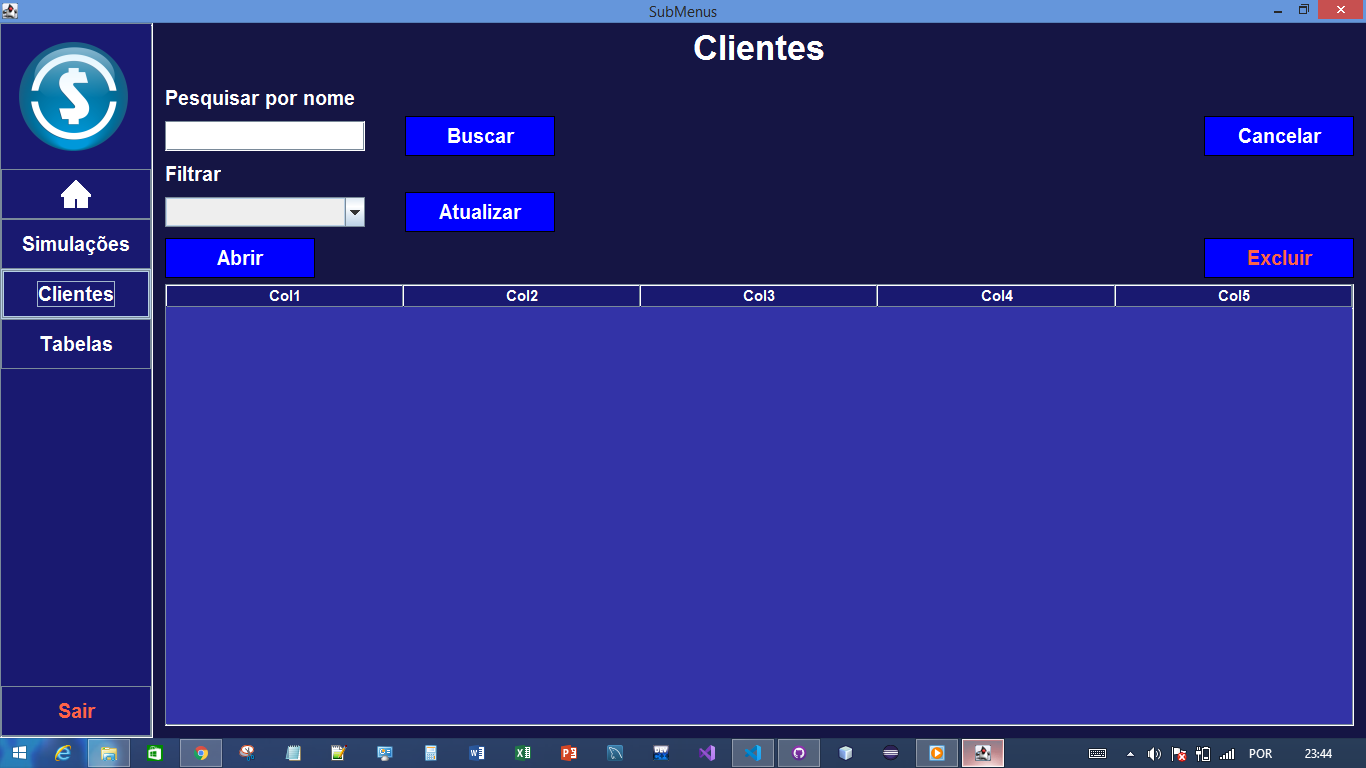 SubMenus
Clientes
Pesquisar por nome
Buscar
Cancelar
Filtrar
Atualizar
Abrir
Excluir
Simulações
Clientes
Tabelas
Sair
Col1 Col2 Col3 Col4 Col5
POR 23:44